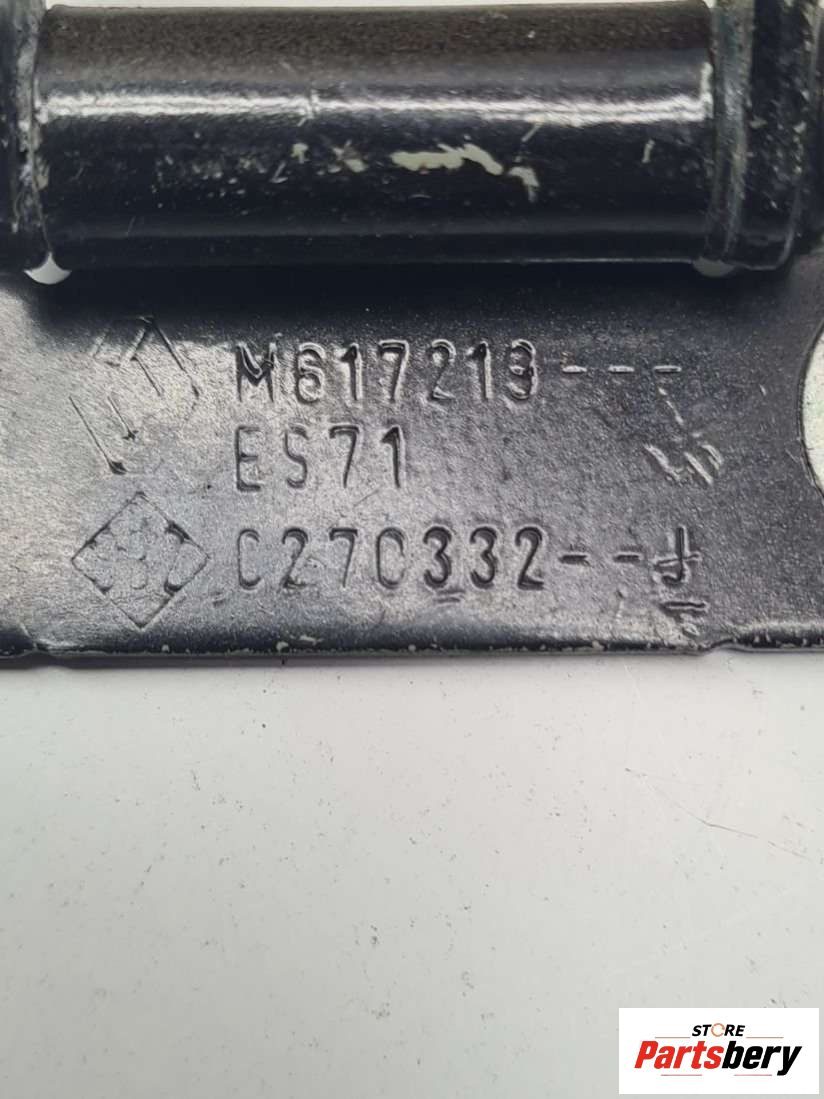 M617213---
ES71
C270332--J
STORE
Partsbery